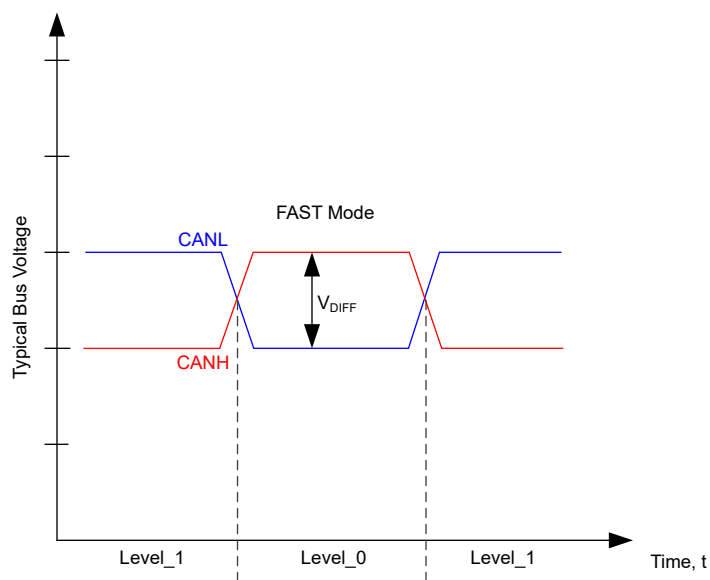 FAST Mode
CANL
VDIFF
CANH
Typical Bus Voltage
Level_1
Level_0
Level_1
Time, t